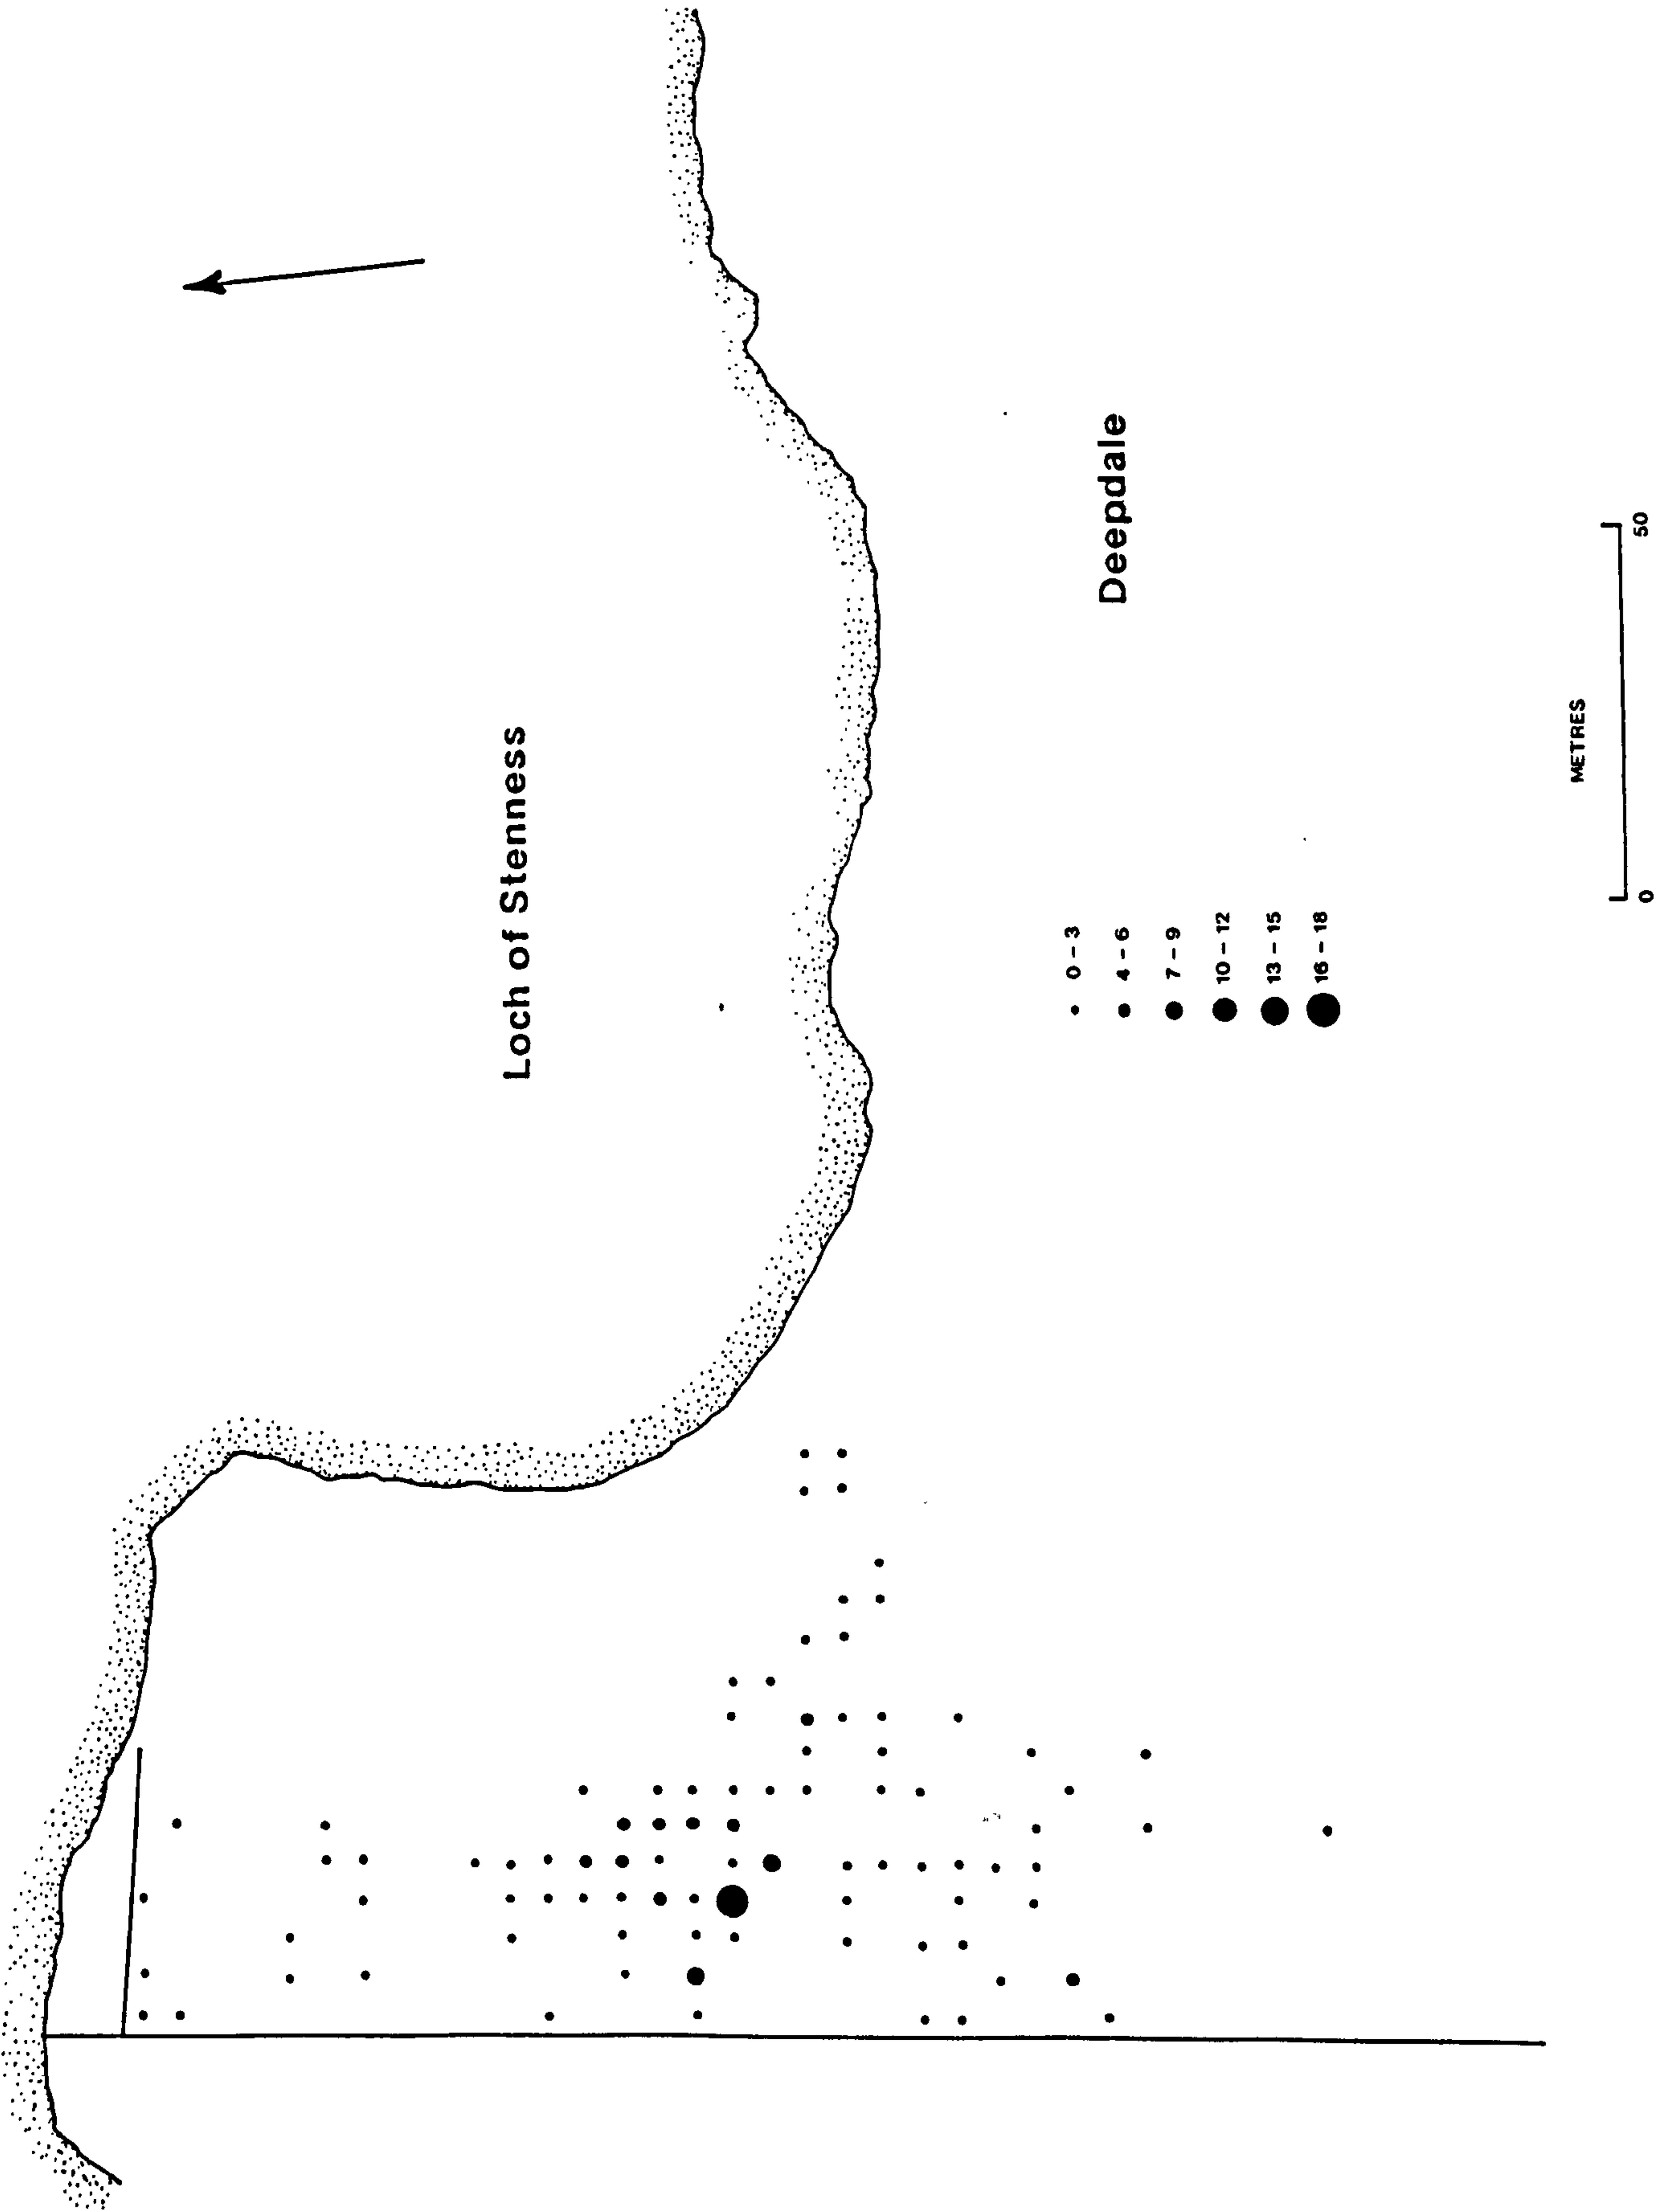 Loch of Stenness
Deepdale
0 – 3
4 – 6
7 – 9
10 – 12
13 – 15
16 – 18
METRES
0 50